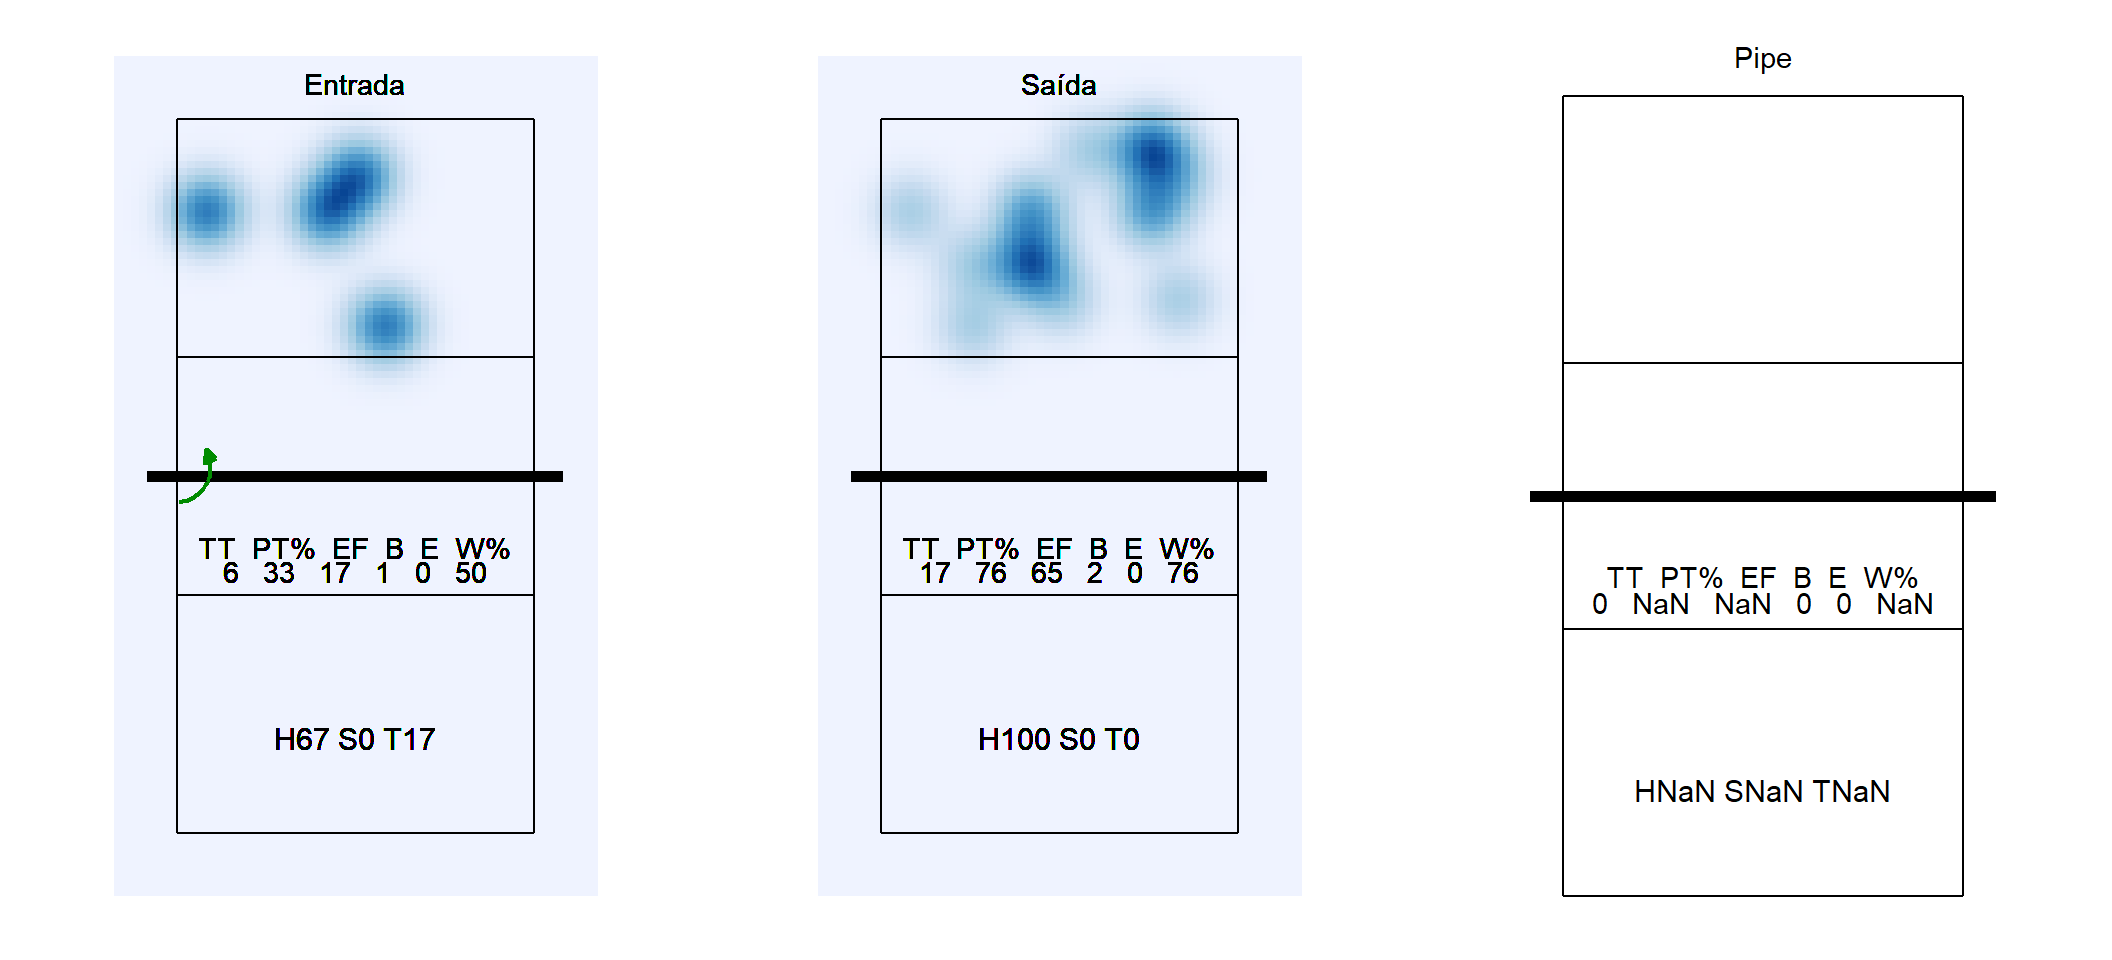 Entrada
TT PT% EF B E W%
6 33 17 1 0 50
H67 S0 T17
Saída
TT PT% EF B E W%
17 76 65 2 0 76
H100 S0 T0
Pipe
TT PT% EF B E W%
0 NaN NaN 0 0 NaN
HNaN SNaN TNaN